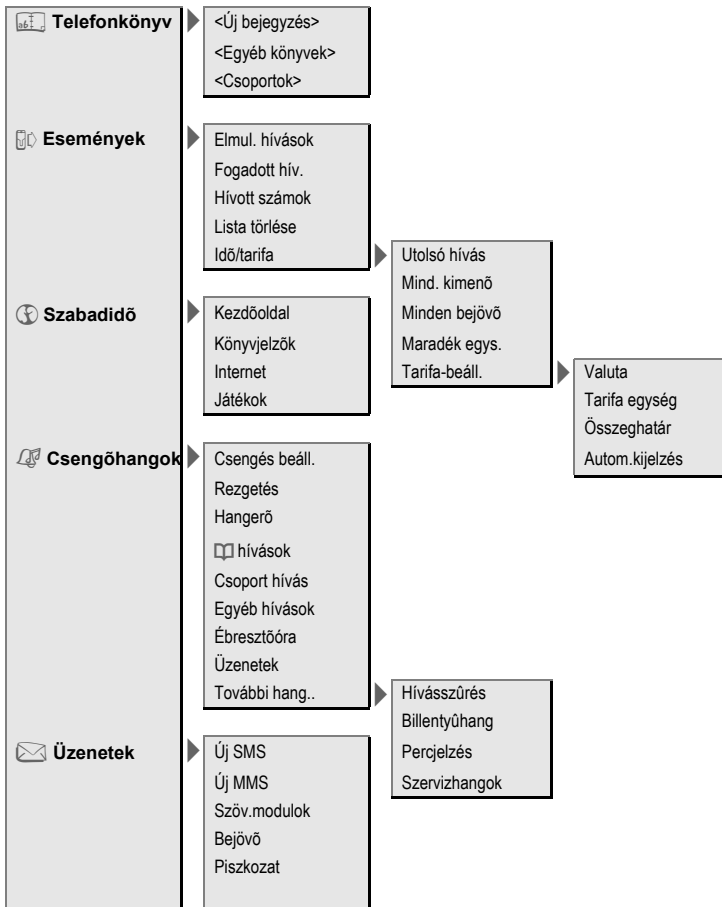 Telefonkönyv
<Új bejegyzés>
<Egyéb könyvek>
<Csoportok>
Események
Elmul. hívások
Fogadott hív.
Hívott számok
Lista törlése
Idõ/tarifa
Utolsó hívás
Mind. kimenõ
Minden bejövõ
Maradék egys.
Tarifa-beáll.
Valuta
Tarifa egység
Összeghatár
Autom.kijelzés
Szabadidõ
Kezdõoldal
Könyvjelzõk
Internet
Játékok
Csengõhangok
Csengés beáll.
Rezgetés
Hangerõ
hívások
Csoport hívás
Egyéb hívások
Ébresztõóra
Üzenetek
További hang..
Hívásszûrés
Billentyûhang
Percjelzés
Szervizhangok
Üzenetek
Új SMS
Új MMS
Szöv.modulok
Bejövõ
Piszkozat